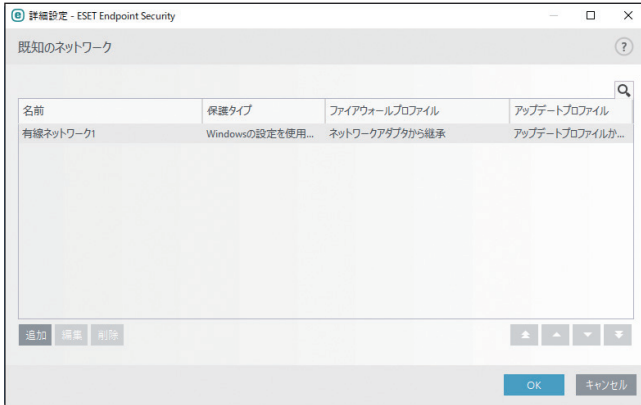 e 詳細設定 - ESET Endpoint Security
既知のネットワーク
?
名前 保護タイプ ファイアウォールプロファイル アップデートプロファイル
有線ネットワーク1 Windowsの設定を使用... ネットワークアダプタから継承 アップデートプロファイルか...
追加 編集 削除
OK キャンセル